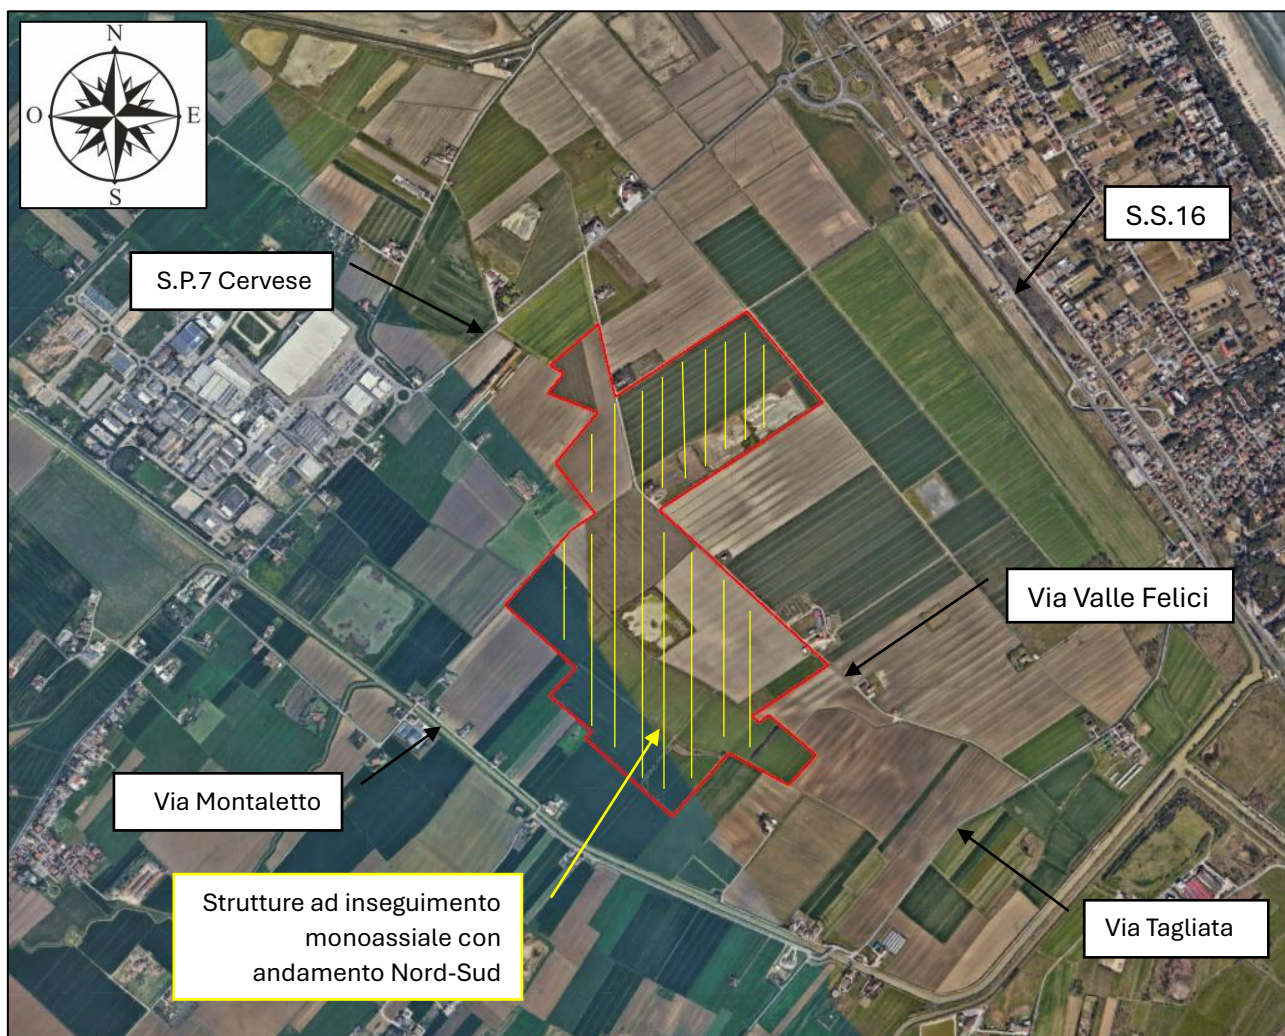 N
O
E
S
S.S.16
S.P.7 Cervese
Via Valle Felici
Via Montaletto
Strutture ad inseguimento
monoassiale con
andamento Nord-Sud
Via Tagliata